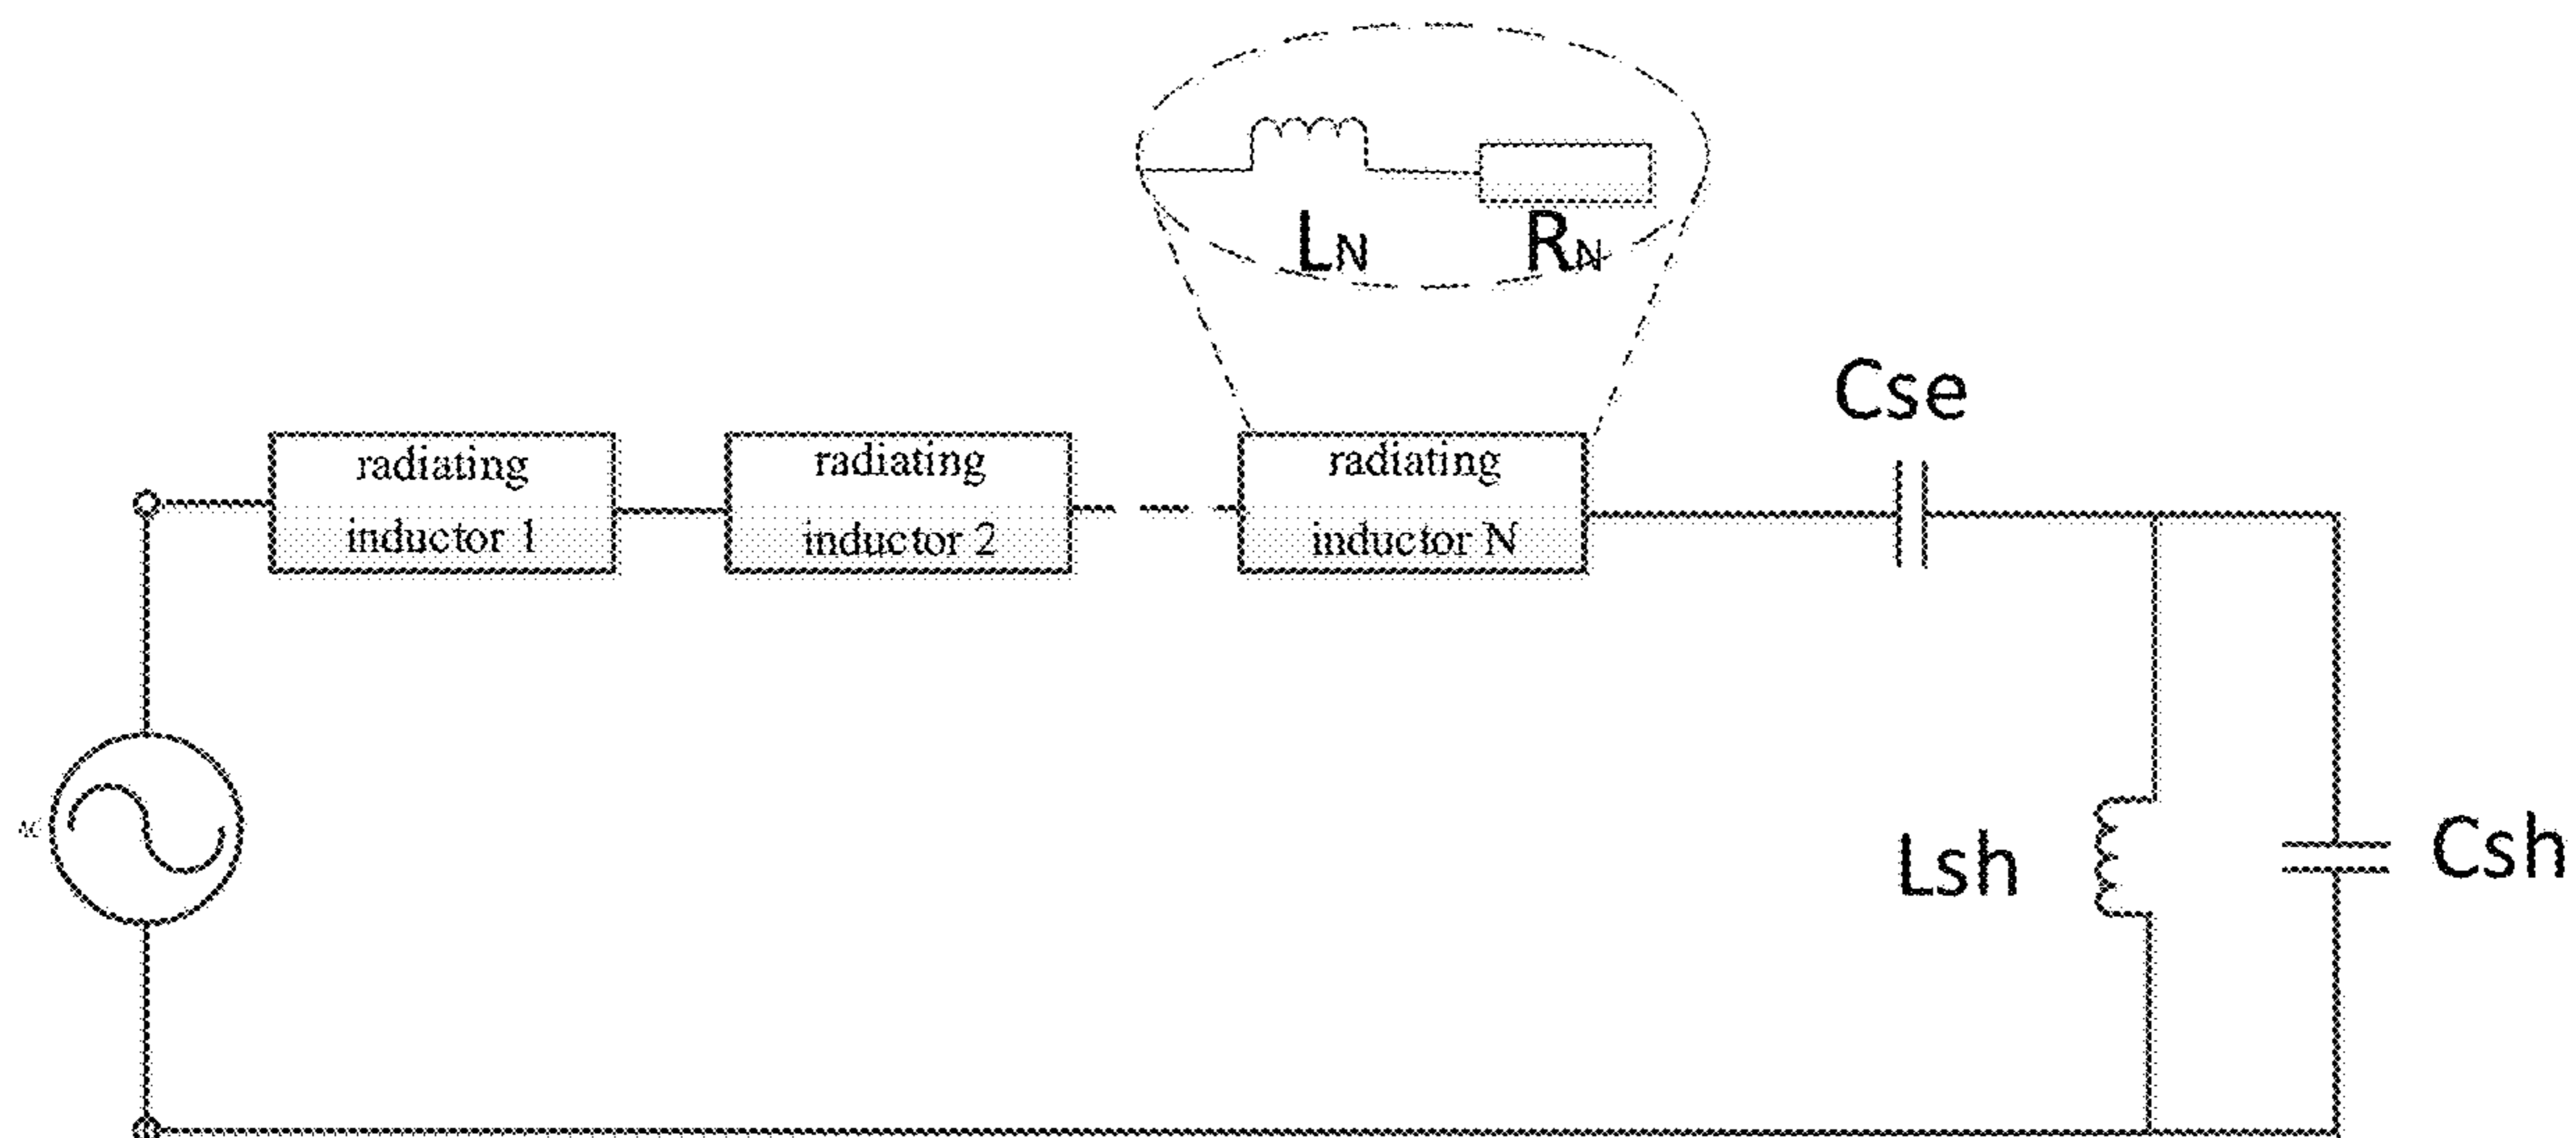 LN
RN
Cse
radiating
inductor 1
radiating
inductor 2
radiating
inductor N
Lsh
Csh